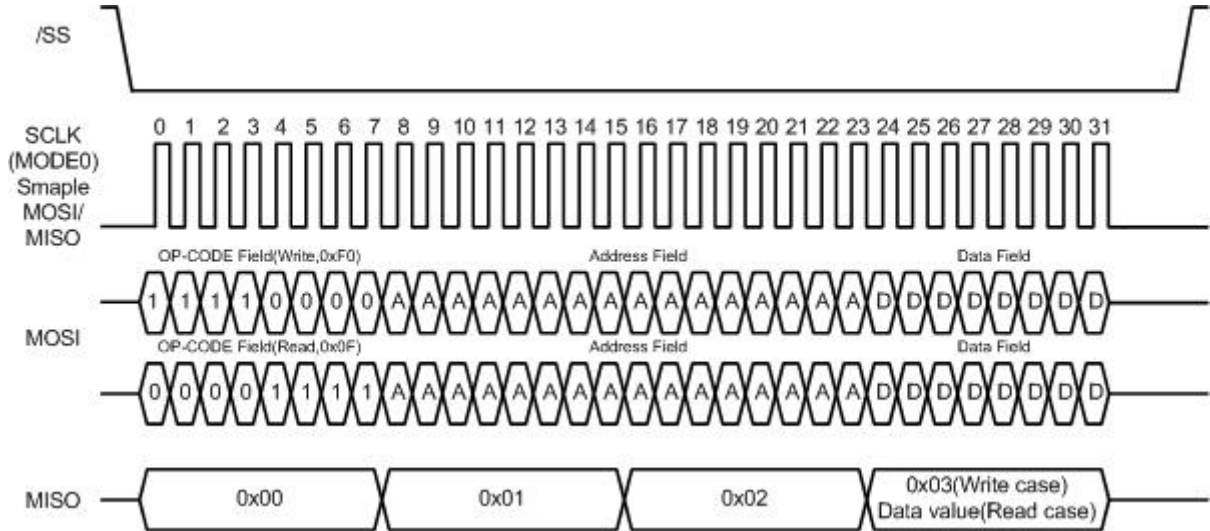 /SS
SCLK
(MODE0)
Smaple
MOSI/
MISO
0 1 2 3 4 5 6 7 8 9 10 11 12 13 14 15 16 17 18 19 20 21 22 23 24 25 26 27 28 29 30 31
OP-CODE Field(Write,0xF0) Address Field Data Field
1 1 1 1 0 0 0 0 A A A A A A A A A A A A A A A A D D D D D D D D
MOSI
OP-CODE Field(Read,0x0F) Address Field Data Field
0 0 0 0 1 1 1 1 A A A A A A A A A A A A A A A A D D D D D D D D
MISO 0x00 0x01 0x02 0x03(Write case)
Data value(Read case)